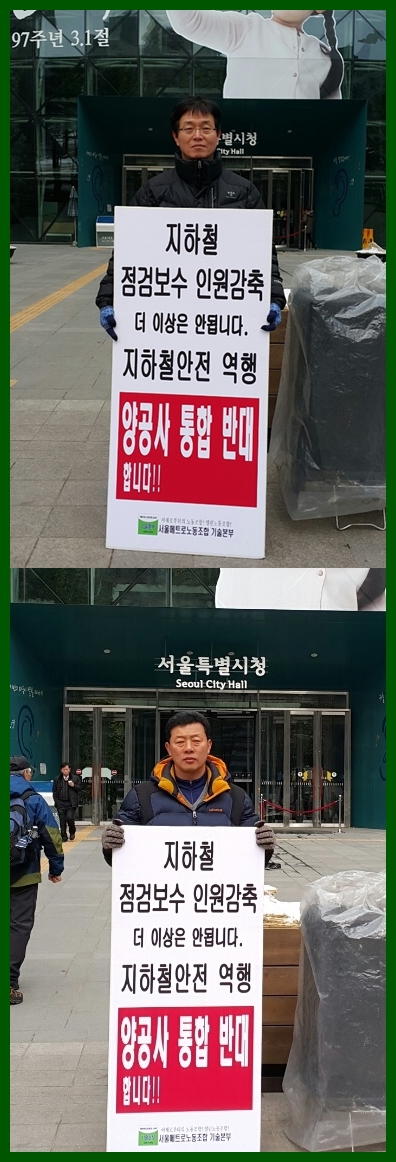 97주년 3.1절
특별시청
City Hall
지하철
점검보수 인원감축
더 이상은 안됩니다.
지하철안전 역행
양공사 통합 반대
합니다!!
서울메트로노동조합 기술본부
서울특별시청
Seoul City Hall
지하철
점검보수 인원감축
더 이상은 안됩니다.
지하철안전 역행
양공사 통합 반대
합니다!!
서울메트로노동조합 기술본부